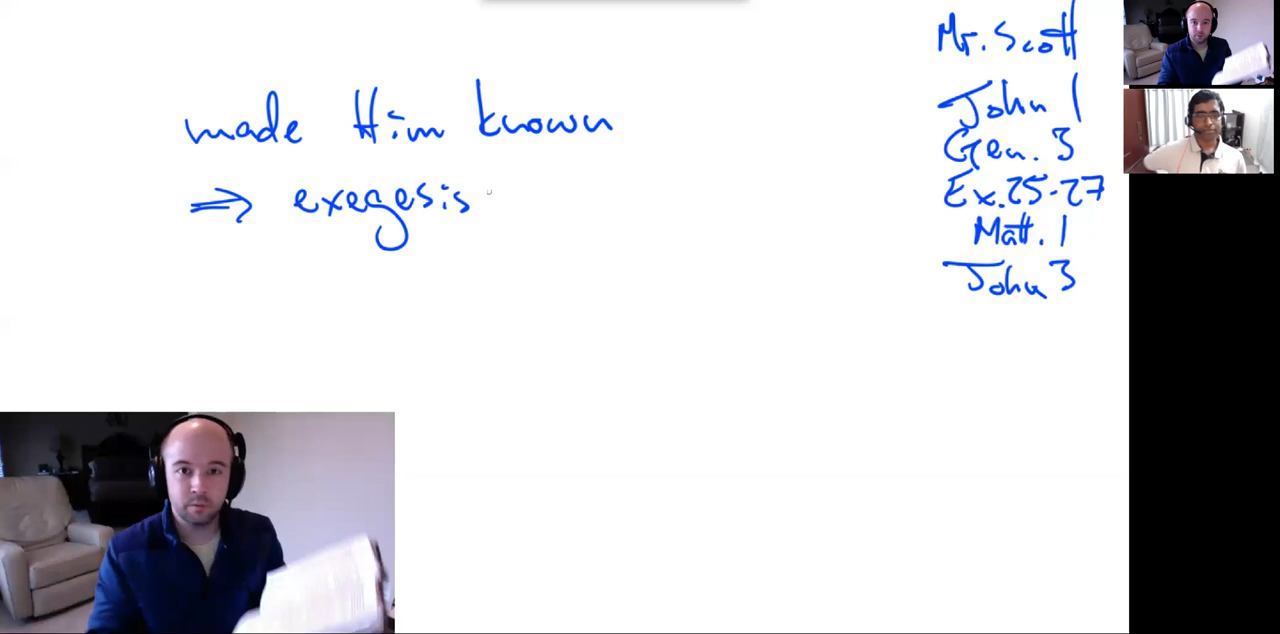 made Him known
⇒ exegesis
Mr. Scott
John 1
Gen. 3
Ex. 25-27
Matt. 1
John 3